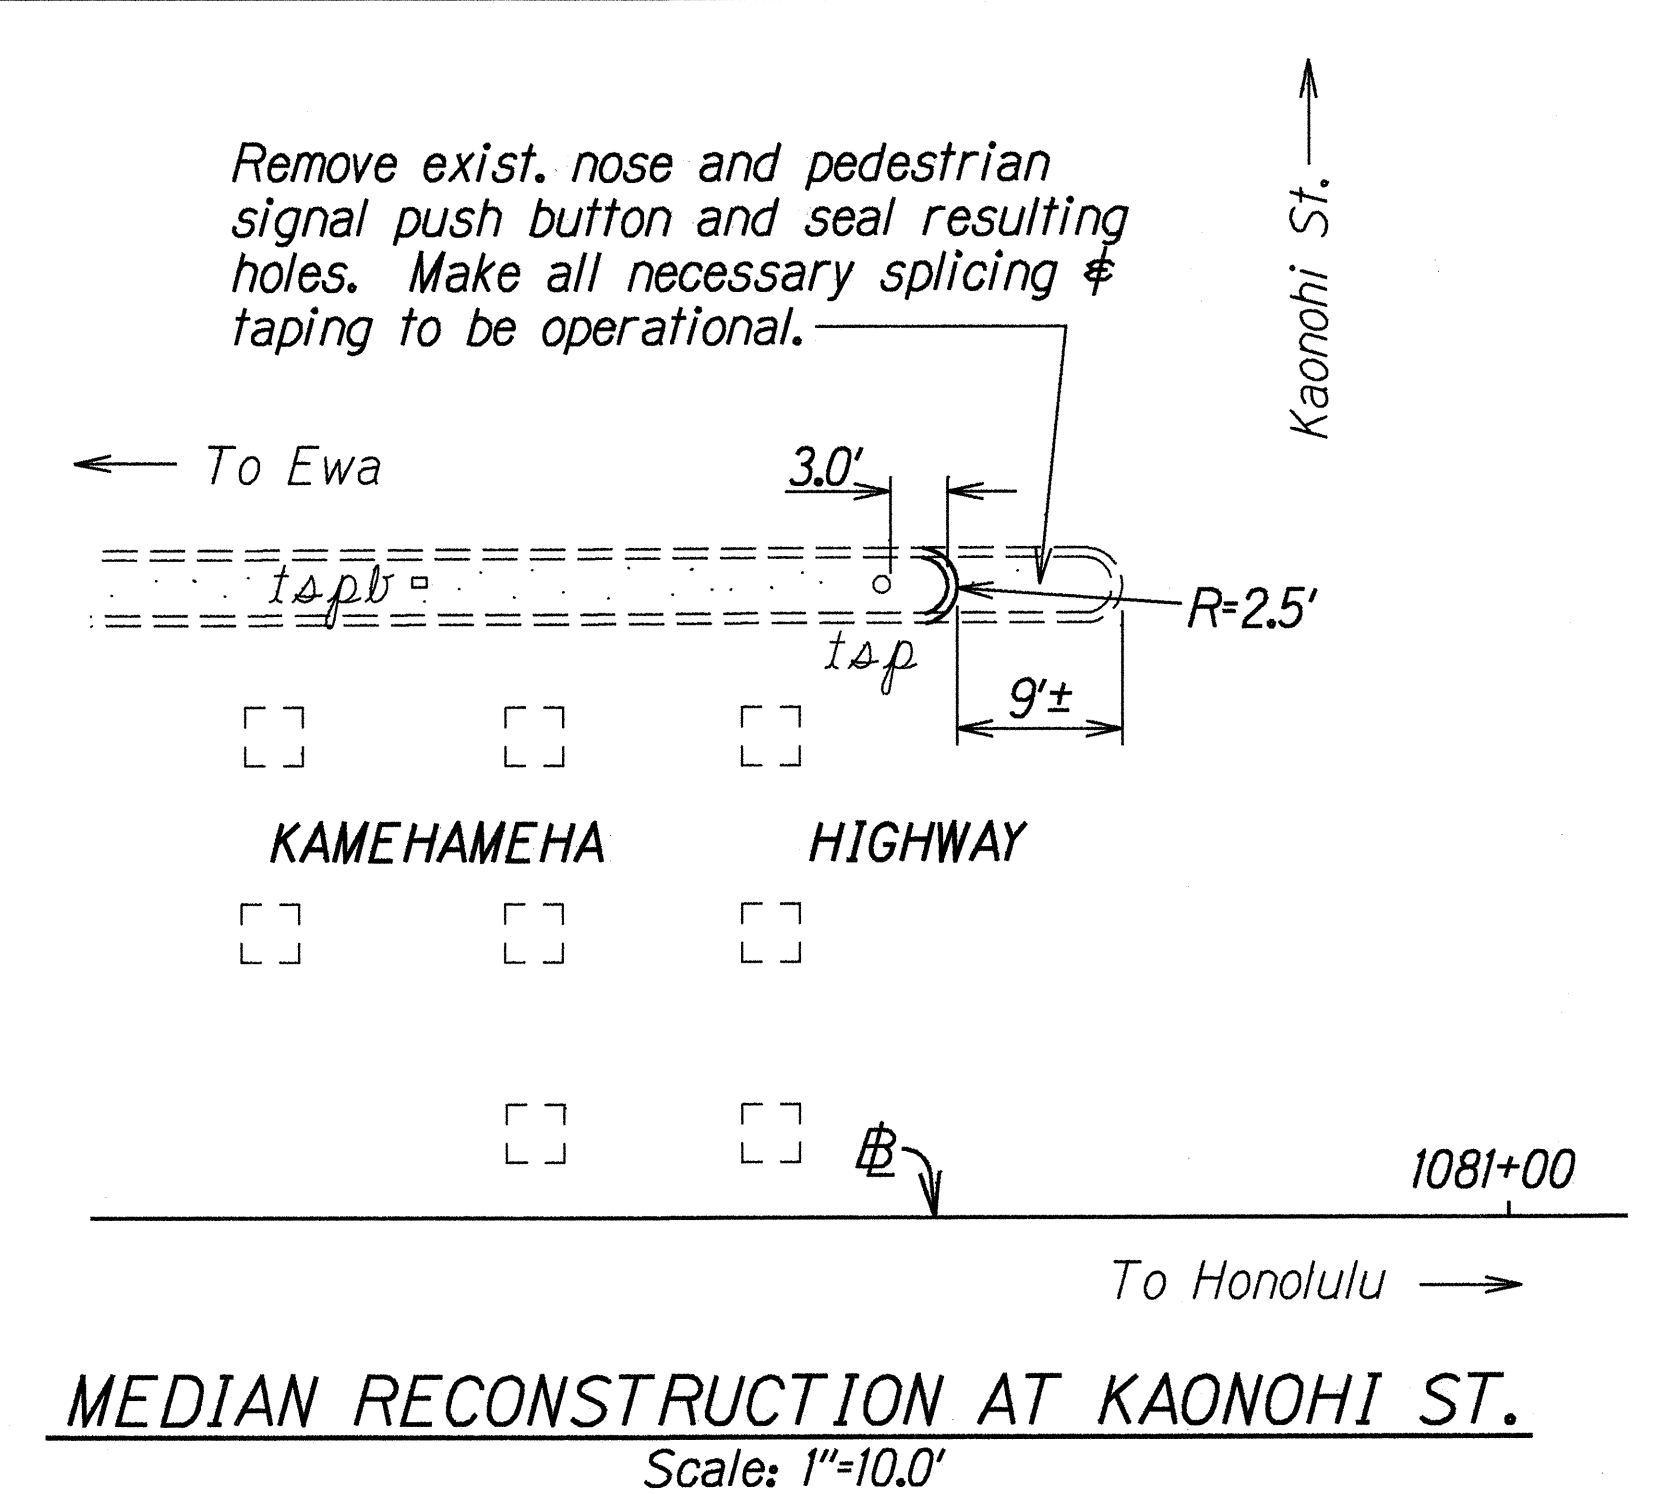 Kaonohi St.
Remove exist. nose and pedestrian
signal push button and seal resulting
holes. Make all necessary splicing &
taping to be operational.
To Ewa
3.0'
tspb
R=2.5'
tsp
9'±
KAMEHAMEHA HIGHWAY
BL
1081+00
To Honolulu
MEDIAN RECONSTRUCTION AT KAONOHI ST.
Scale: 1"=10.0'